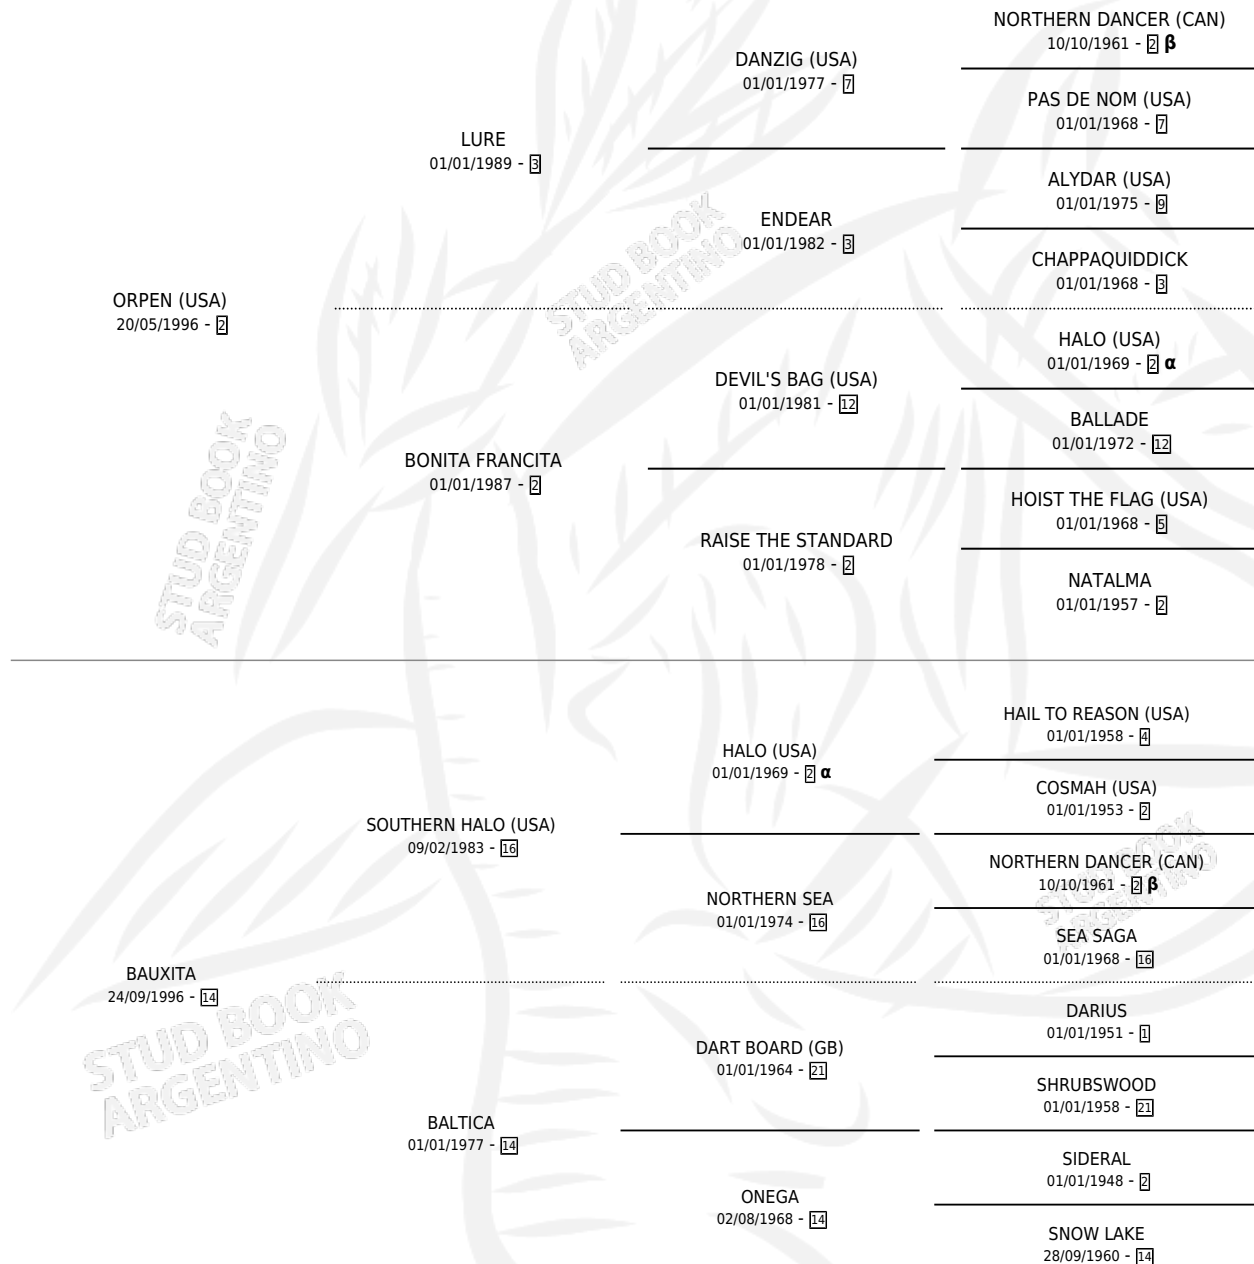 NORTHERN DANCER (CAN)
10/10/1961 - 2 β
DANZIG (USA)
01/01/1977 - 7
PAS DE NOM (USA)
01/01/1968 - 7
LURE
01/01/1989 - 3
ALYDAR (USA)
01/01/1975 - 9
ENDEAR
01/01/1982 - 3
CHAPPAQUIDDICK
01/01/1968 - 3
ORPEN (USA)
20/05/1996 - 2
STUD BOOK
ARGENTINO
HALO (USA)
01/01/1969 - 2 α
DEVIL'S BAG (USA)
01/01/1981 - 12
BALLADE
01/01/1972 - 12
BONITA FRANCITA
01/01/1987 - 2
HOIST THE FLAG (USA)
01/01/1968 - 5
RAISE THE STANDARD
01/01/1978 - 2
NATALMA
01/01/1957 - 2
STUD BOOK
ARGENTINO
HAIL TO REASON (USA)
01/01/1958 - 4
HALO (USA)
01/01/1969 - 2 α
COSMAH (USA)
01/01/1953 - 2
SOUTHERN HALO (USA)
09/02/1983 - 16
NORTHERN DANCER (CAN)
10/10/1961 - 2 β
NORTHERN SEA
01/01/1974 - 16
SEA SAGA
01/01/1968 - 16
STUD BOOK
ARGENTINO
BAUXITA
24/09/1996 - 14
DARIUS
01/01/1951 - 1
DART BOARD (GB)
01/01/1964 - 21
SHRUBSWOOD
01/01/1958 - 21
BALTICA
01/01/1977 - 14
SIDERAL
01/01/1948 - 2
ONEGA
02/08/1968 - 14
SNOW LAKE
28/09/1960 - 14
STUD BOOK
ARGENTINO